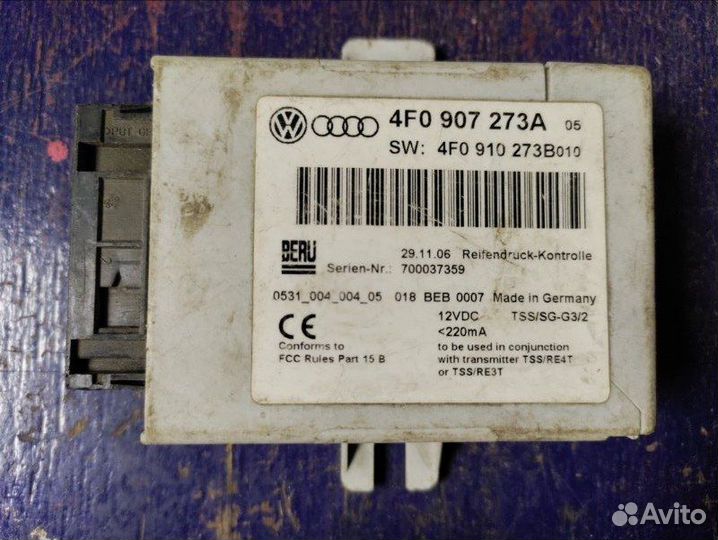 4F0 907 273A 05
SW: 4F0 910 273B010
BERU
29.11.06 Reifendruck-Kontrolle
Serien-Nr.: 700037359
0531_004_004_05 018 BEB 0007 Made in Germany
12VDC TSS/SG-G3/2
<220mA
CE
Conforms to
FCC Rules Part 15 B
to be used in conjunction
with transmitter TSS/RE4T
or TSS/RE3T
Avito